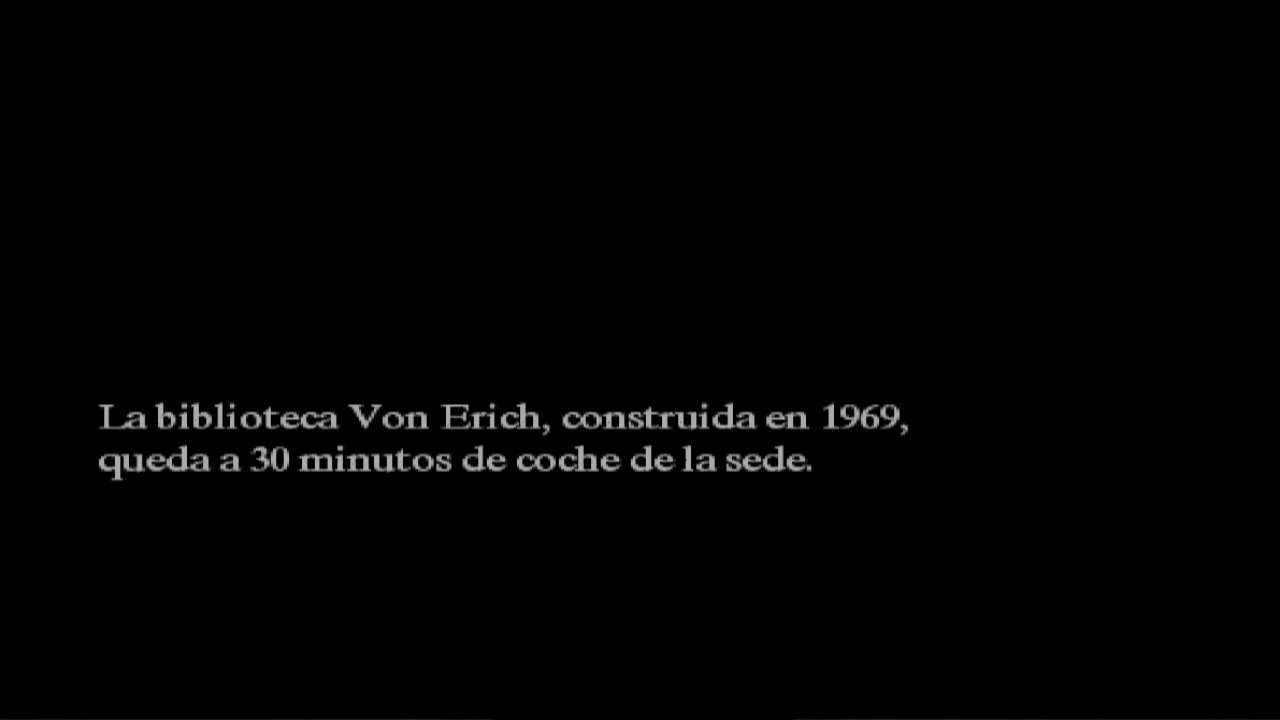 La biblioteca Von Erich, construida en 1969,
queda a 30 minutos de coche de la sede.